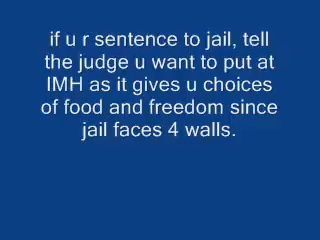 if u r sentence to jail, tell
the judge u want to put at
IMH as it gives u choices
of food and freedom since
jail faces 4 walls.